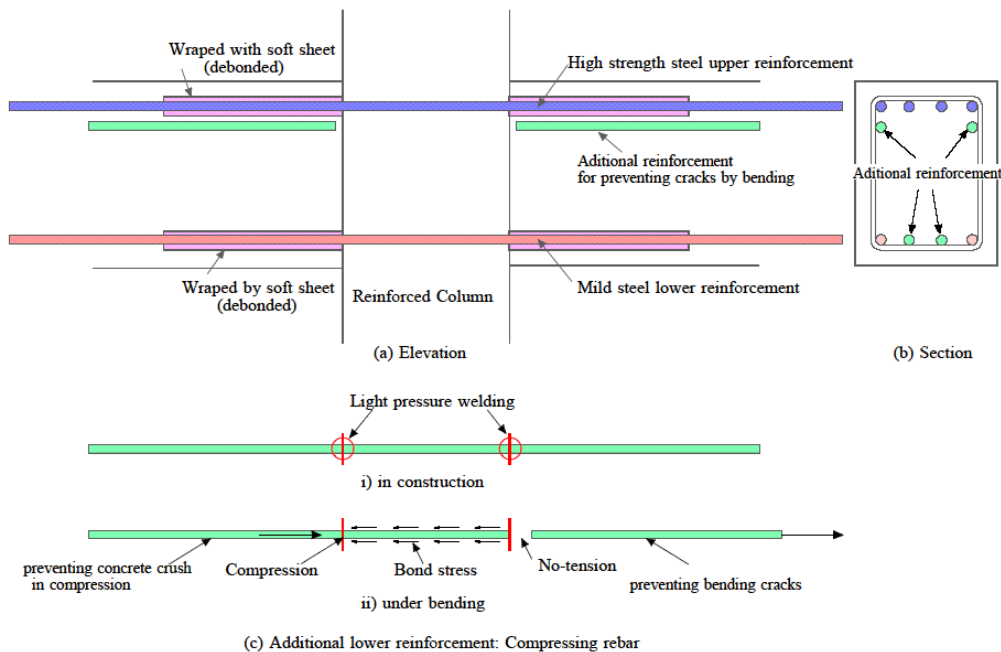 Wraped with soft sheet
(debonded)
High strength steel upper reinforcement
Aditional reinforcement
for preventing cracks by bending
Aditional reinforcement
Wraped by soft sheet
(debonded)
Reinforced Column
Mild steel lower reinforcement
(a) Elevation
(b) Section
Light pressure welding
i) in construction
preventing concrete crush
in compression
Compression
Bond stress
No-tension
preventing bending cracks
ii) under bending
(c) Additional lower reinforcement: Compressing rebar